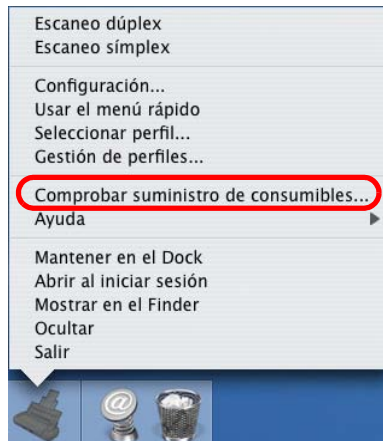 Escaneo dúplex
Escaneo símplex
Configuración...
Usar el menú rápido
Seleccionar perfil...
Gestión de perfiles...
Comprobar suministro de consumibles...
Ayuda
Mantener en el Dock
Abrir al iniciar sesión
Mostrar en el Finder
Ocultar
Salir
@